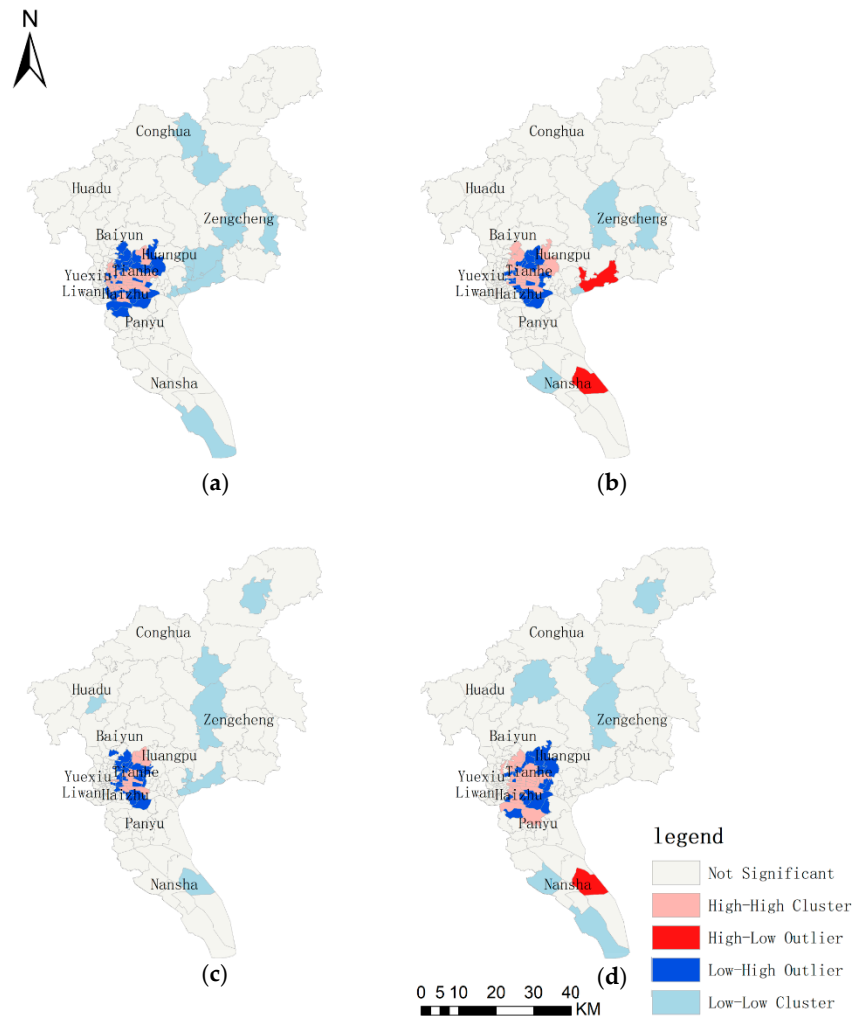 N
Conghua
Huadu
Zengcheng
Baiyun
Huangpu
Tianhe
Yuexiu
Liwan
Haizhu
Panyu
Nansha
(a)
Conghua
Huadu
Zengcheng
Baiyun
Huangpu
Tianhe
Yuexiu
Liwan
Haizhu
Panyu
Nansha
(b)
Conghua
Huadu
Zengcheng
Baiyun
Huangpu
Tianhe
Yuexiu
Liwan
Haizhu
Panyu
Nansha
(c)
Conghua
Huadu
Zengcheng
Baiyun
Huangpu
Tianhe
Yuexiu
Liwan
Haizhu
Panyu
Nansha
(d)
legend
Not Significant
High-High Cluster
High-Low Outlier
Low-High Outlier
Low-Low Cluster
0 5 10 20 30 40
KM